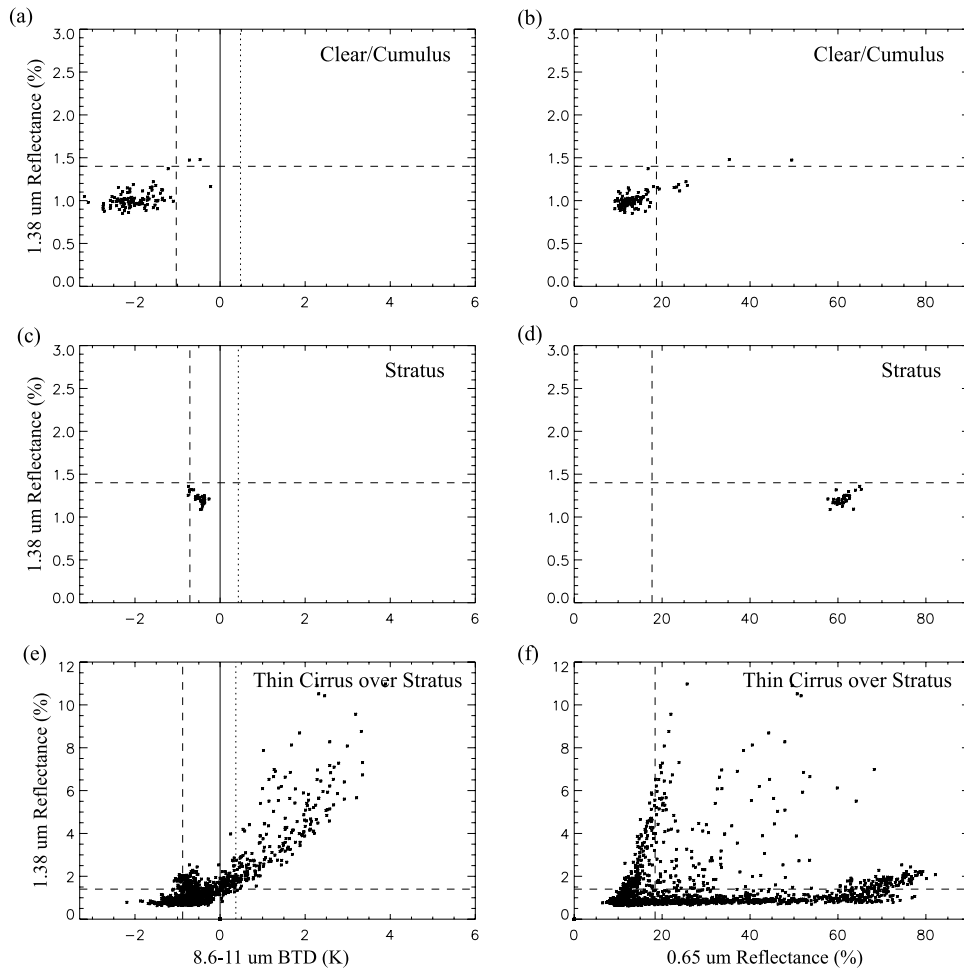 (a)
(b)
Clear/Cumulus
Clear/Cumulus
1.38 um Reflectance (%)
3.0
2.5
2.0
1.5
1.0
0.5
0.0
-2 0 2 4 6
3.0
2.5
2.0
1.5
1.0
0.5
0.0
0 20 40 60 80
(c)
(d)
Stratus
Stratus
1.38 um Reflectance (%)
3.0
2.5
2.0
1.5
1.0
0.5
0.0
-2 0 2 4 6
3.0
2.5
2.0
1.5
1.0
0.5
0.0
0 20 40 60 80
(e)
(f)
Thin Cirrus over Stratus
Thin Cirrus over Stratus
1.38 um Reflectance (%)
12
10
8
6
4
2
0
-2 0 2 4 6
8.6-11 um BTD (K)
12
10
8
6
4
2
0
0 20 40 60 80
0.65 um Reflectance (%)